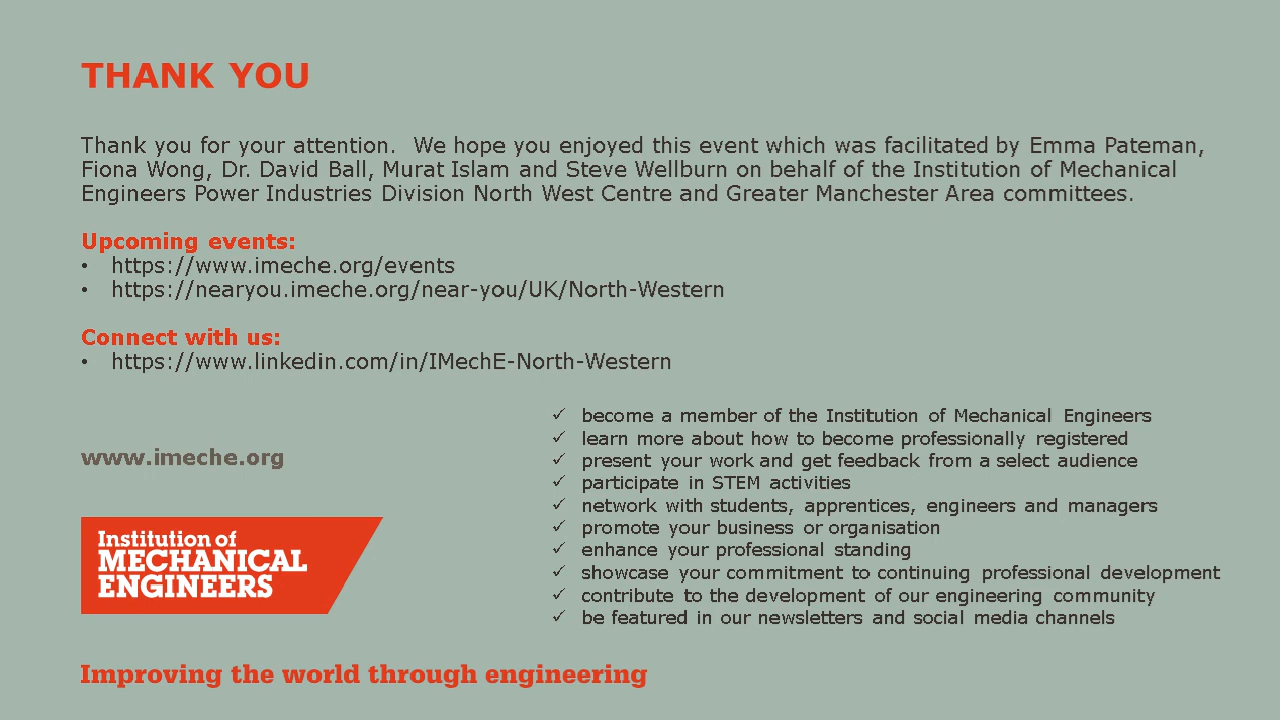 THANK YOU
Thank you for your attention.  We hope you enjoyed this event which was facilitated by Emma Pateman,
Fiona Wong, Dr. David Ball, Murat Islam and Steve Wellburn on behalf of the Institution of Mechanical
Engineers Power Industries Division North West Centre and Greater Manchester Area committees.
Upcoming events:
• https://www.imeche.org/events
• https://nearyou.imeche.org/near-you/UK/North-Western
Connect with us:
• https://www.linkedin.com/in/IMechE-North-Western
✓ become a member of the Institution of Mechanical Engineers
✓ learn more about how to become professionally registered
✓ present your work and get feedback from a select audience
✓ participate in STEM activities
✓ network with students, apprentices, engineers and managers
✓ promote your business or organisation
✓ enhance your professional standing
✓ showcase your commitment to continuing professional development
✓ contribute to the development of our engineering community
✓ be featured in our newsletters and social media channels
www.imeche.org
Institution of
MECHANICAL
ENGINEERS
Improving the world through engineering